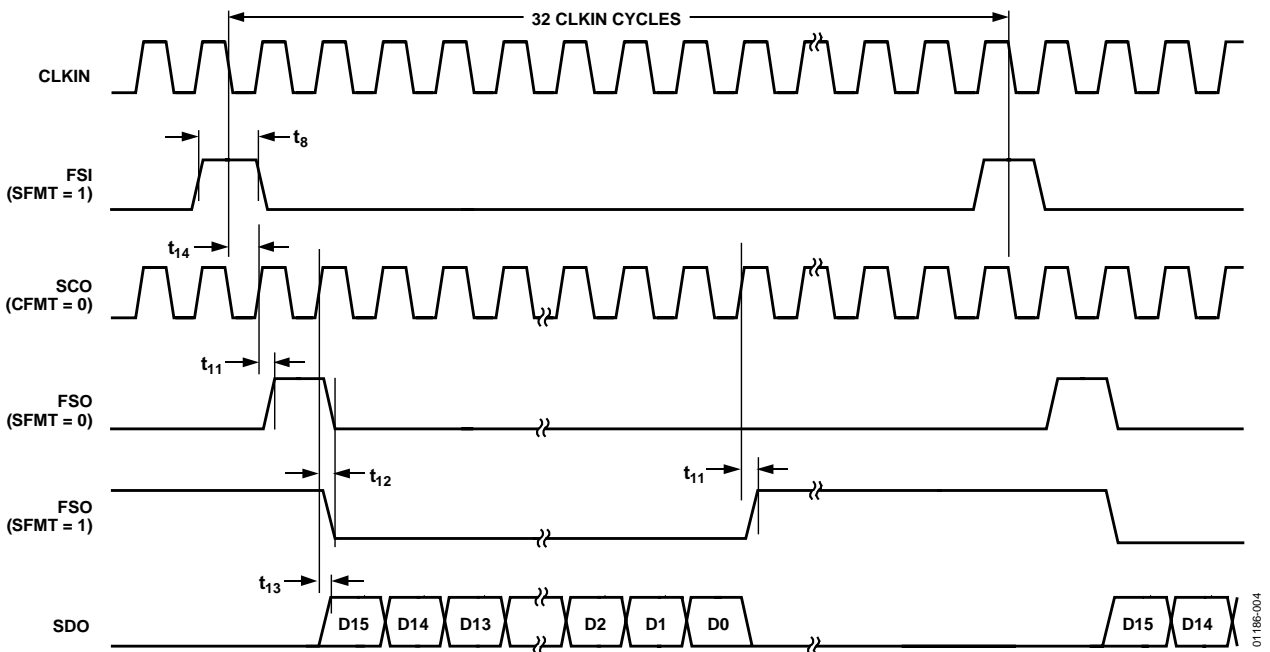 32 CLKIN CYCLES
CLKIN
t8
FSI
(SFMT = 1)
t14
SCO
(CFMT = 0)
t11
FSO
(SFMT = 0)
t12
t11
FSO
(SFMT = 1)
t13
SDO
D15 D14 D13 D2 D1 D0 D15 D14
01186-004